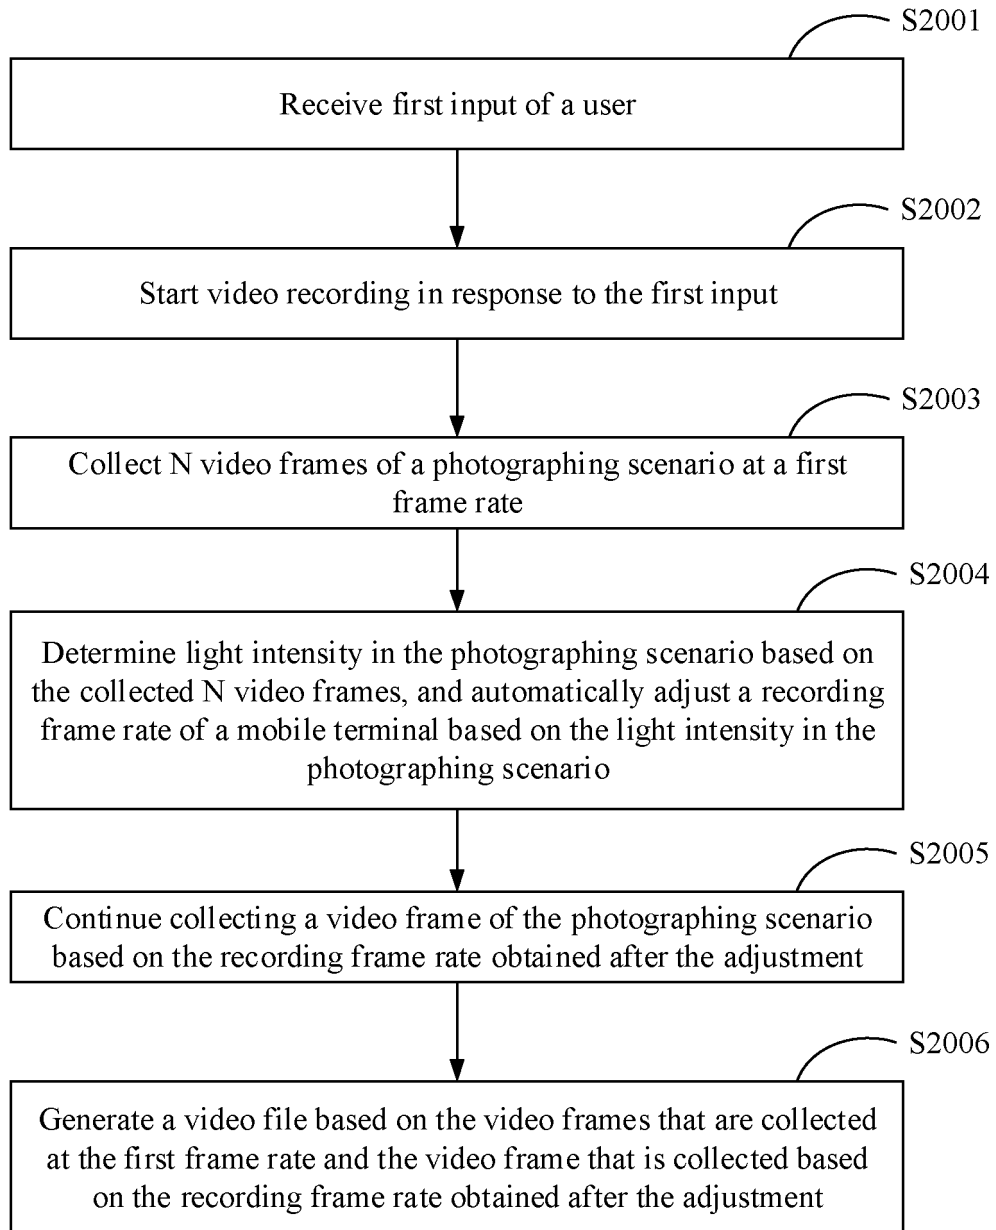 S2001
Receive first input of a user
S2002
Start video recording in response to the first input
S2003
Collect N video frames of a photographing scenario at a first
frame rate
S2004
Determine light intensity in the photographing scenario based on
the collected N video frames, and automatically adjust a recording
frame rate of a mobile terminal based on the light intensity in the
photographing scenario
S2005
Continue collecting a video frame of the photographing scenario
based on the recording frame rate obtained after the adjustment
S2006
Generate a video file based on the video frames that are collected
at the first frame rate and the video frame that is collected based
on the recording frame rate obtained after the adjustment